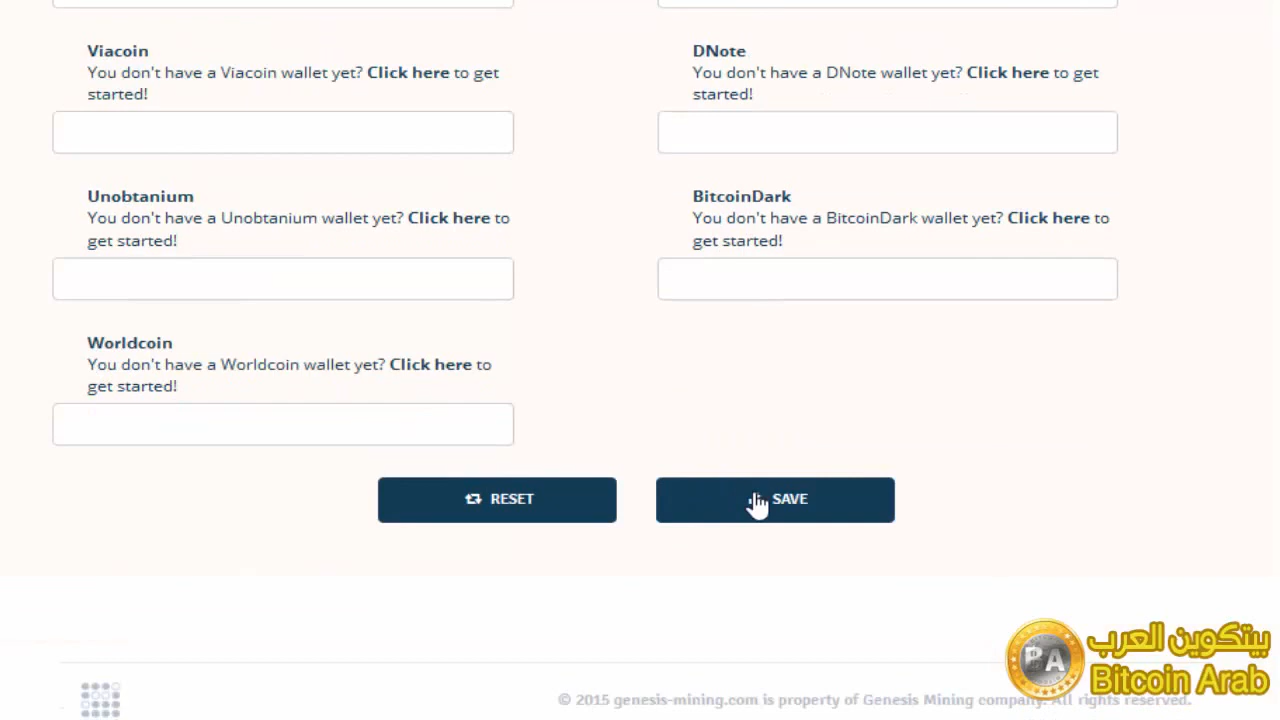 Viacoin
You don't have a Viacoin wallet yet? Click here to get
started!
DNote
You don't have a DNote wallet yet? Click here to get
started!
Unobtanium
You don't have a Unobtanium wallet yet? Click here to
get started!
BitcoinDark
You don't have a BitcoinDark wallet yet? Click here to
get started!
Worldcoin
You don't have a Worldcoin wallet yet? Click here to
get started!
RESET
SAVE
بيتكوين العرب
BA
Bitcoin Arab
© 2015 genesis-mining.com is property of Genesis Mining company. All rights reserved.